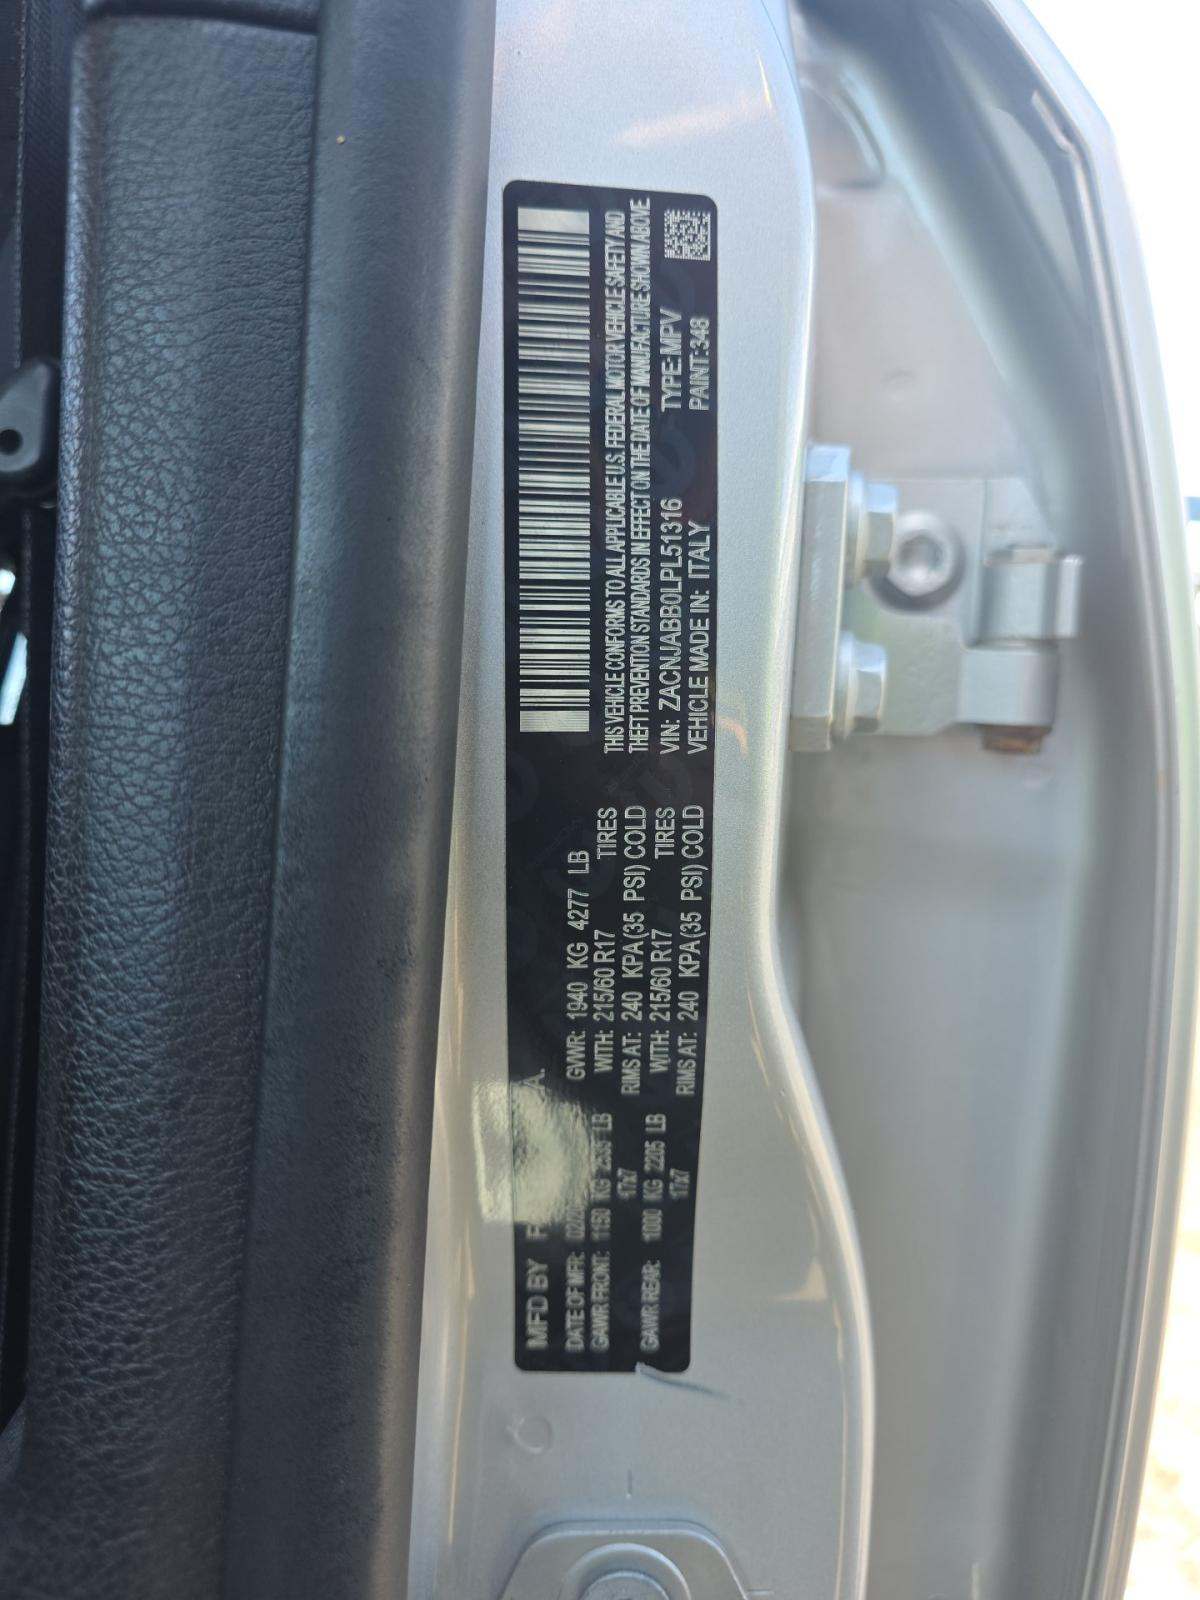 MFD BY
DATE OF MFR:
GVWR: 1940 KG 4277 LB
GAWR FRONT: 1150 KG 2535 LB
WITH: 215/60 R17 TIRES
17x7
RIMS AT: 240 KPA(35 PSI) COLD
GAWR REAR: 1000 KG 2205 LB
WITH: 215/60 R17 TIRES
17x7
RIMS AT: 240 KPA(35 PSI) COLD
THIS VEHICLE CONFORMS TO ALL APPLICABLE U.S. FEDERAL MOTOR VEHICLE SAFETY AND
THEFT PREVENTION STANDARDS IN EFFECT ON THE DATE OF MANUFACTURE SHOWN ABOVE
VIN: ZACNJABB0LPL51316 TYPE: MPV
VEHICLE MADE IN: ITALY PAINT: 348